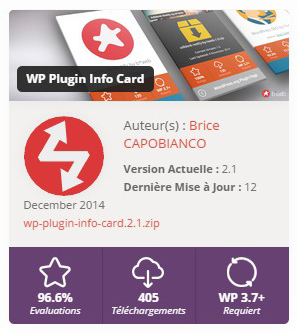 WP Plugin Info Card
Auteur(s) : Brice
CAPOBIANCO
Version Actuelle : 2.1
Dernière Mise à Jour : 12
December 2014
wp-plugin-info-card.2.1.zip
96.6%
Evaluations
405
Téléchargements
WP 3.7+
Requiert